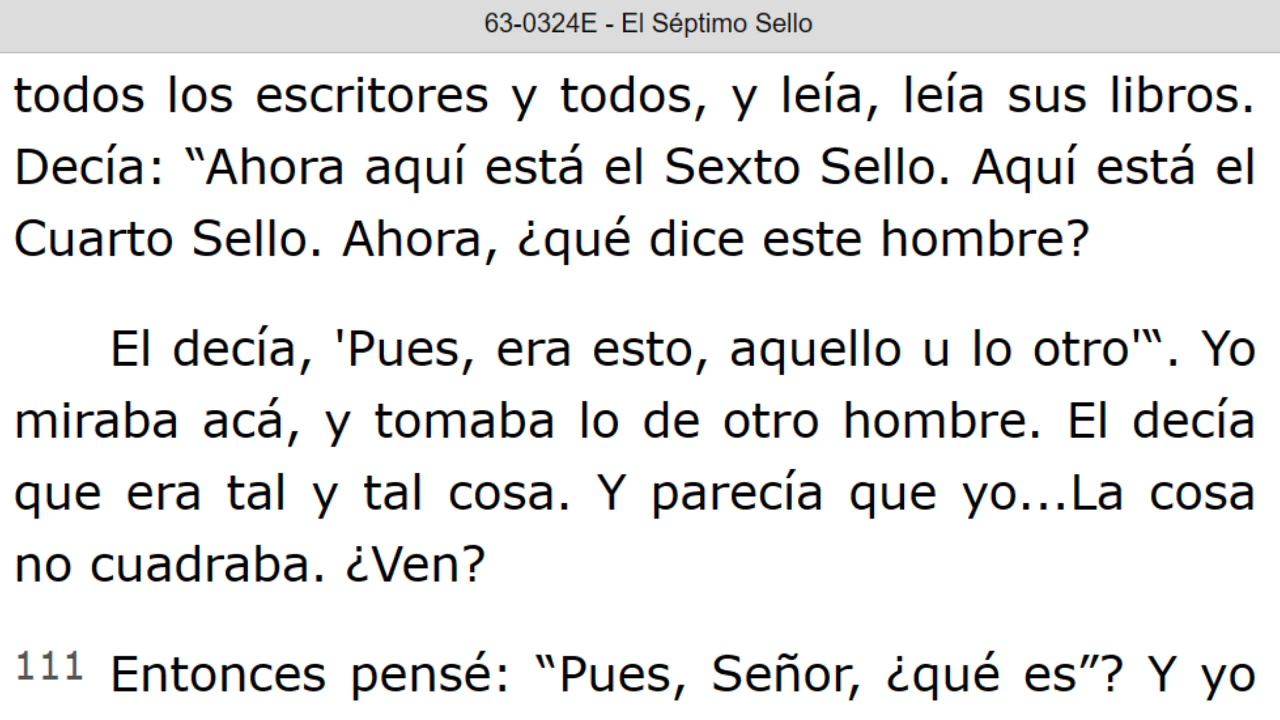 63-0324E - El Séptimo Sello
todos los escritores y todos, y leía, leía sus libros.
Decía: “Ahora aquí está el Sexto Sello. Aquí está el
Cuarto Sello. Ahora, ¿qué dice este hombre?
El decía, 'Pues, era esto, aquello u lo otro'“. Yo
miraba acá, y tomaba lo de otro hombre. El decía
que era tal y tal cosa. Y parecía que yo...La cosa
no cuadraba. ¿Ven?
111 Entonces pensé: “Pues, Señor, ¿qué es”? Y yo